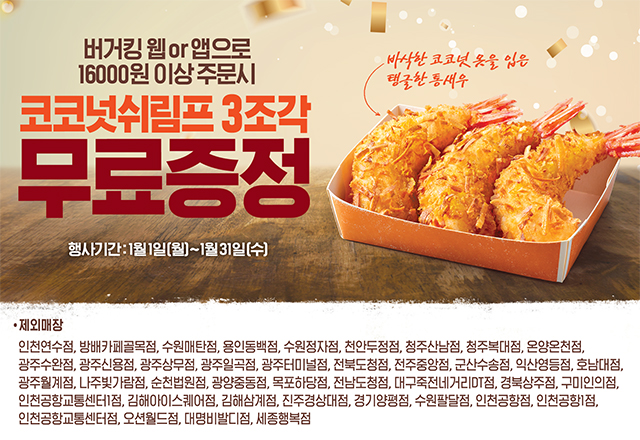 버거킹 웹 or 앱으로
16000원 이상 주문시
코코넛쉬림프 3조각
무료증정
바삭한 코코넛 옷을 입은
탱글한 통새우
행사기간 : 1월 1일(월)~1월 31일(수)
• 제외매장
인천연수점, 방배카페골목점, 수원매탄점, 용인동백점, 수원정자점, 천안두정점, 청주산남점, 청주복대점, 온양온천점,
광주수완점, 광주신용점, 광주상무점, 광주일곡점, 광주터미널점, 전북도청점, 전주중앙점, 군산수송점, 익산영등점, 호남대점,
광주월계점, 나주빛가람점, 순천법원점, 광양중동점, 목포하당점, 전남도청점, 대구죽전네거리DT점, 경북상주점, 구미인의점,
인천공항교통센터1점, 김해아이스퀘어점, 김해삼계점, 진주경상대점, 경기양평점, 수원팔달점, 인천공항점, 인천공항1점,
인천공항교통센터점, 오션월드점, 대명비발디점, 세종행복점